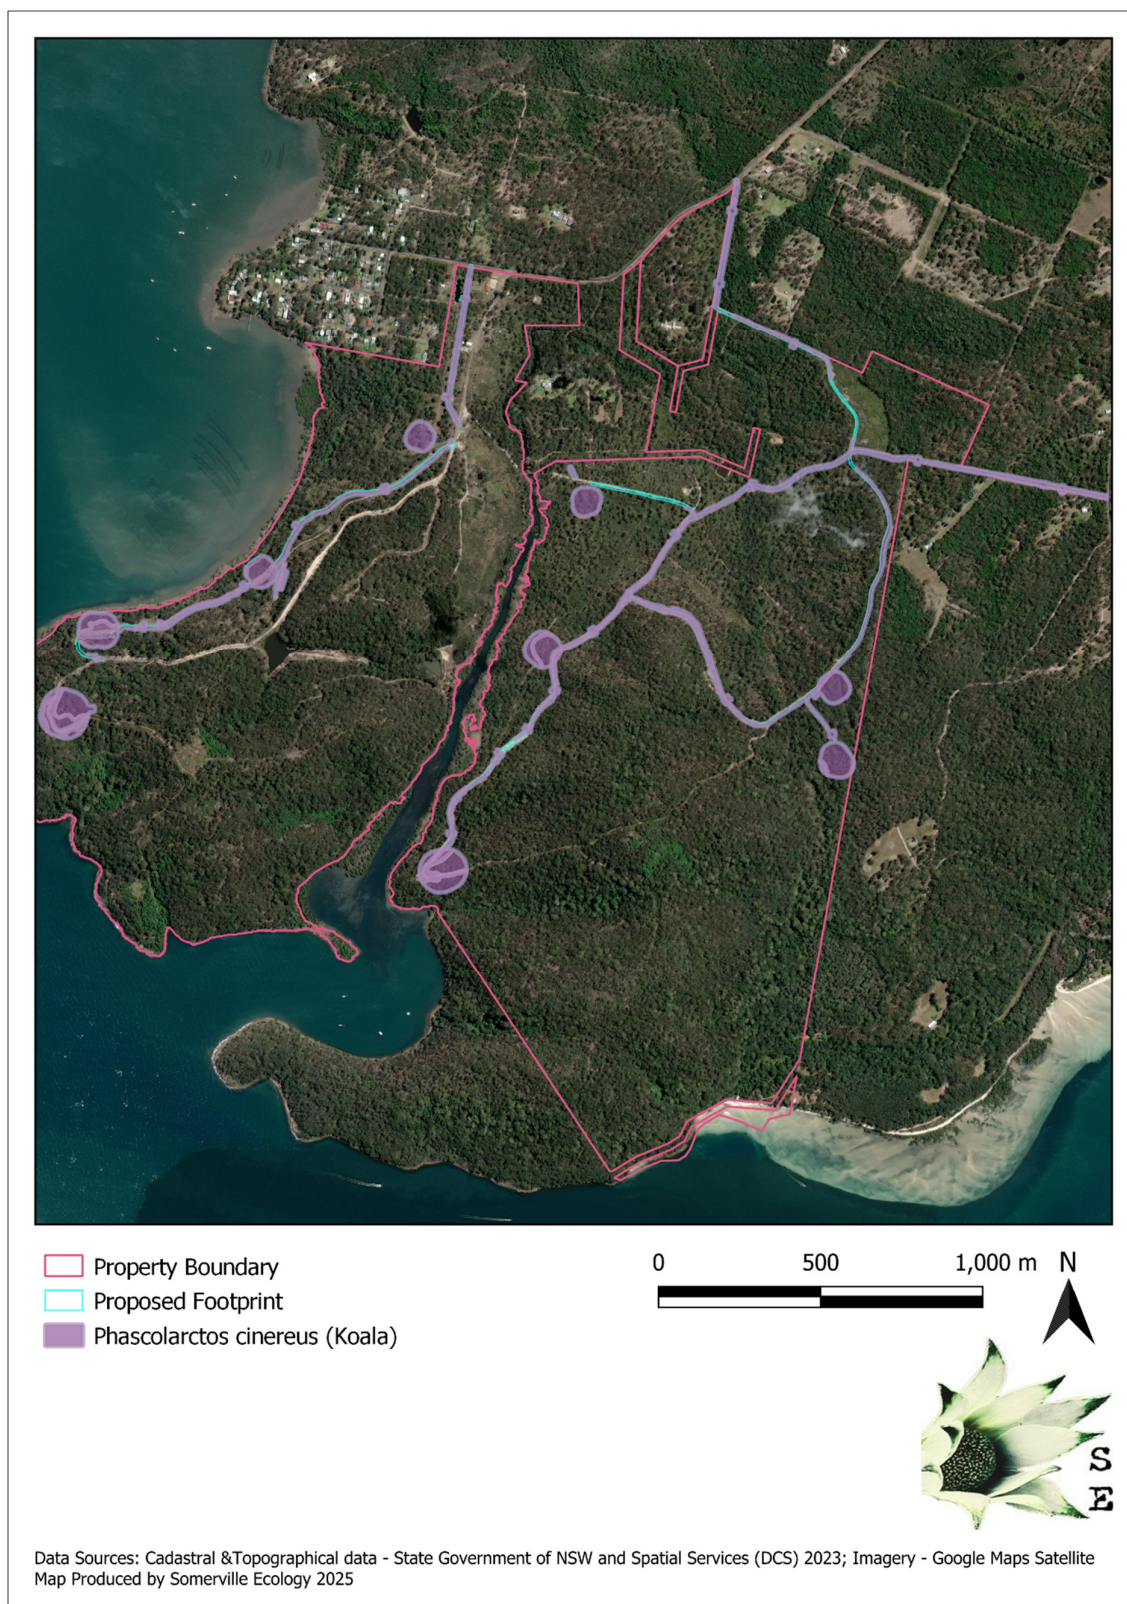 Property Boundary
Proposed Footprint
Phascolarctos cinereus (Koala)
0 500 1,000 m
N
S
E
Data Sources: Cadastral &Topographical data - State Government of NSW and Spatial Services (DCS) 2023; Imagery - Google Maps Satellite
Map Produced by Somerville Ecology 2025